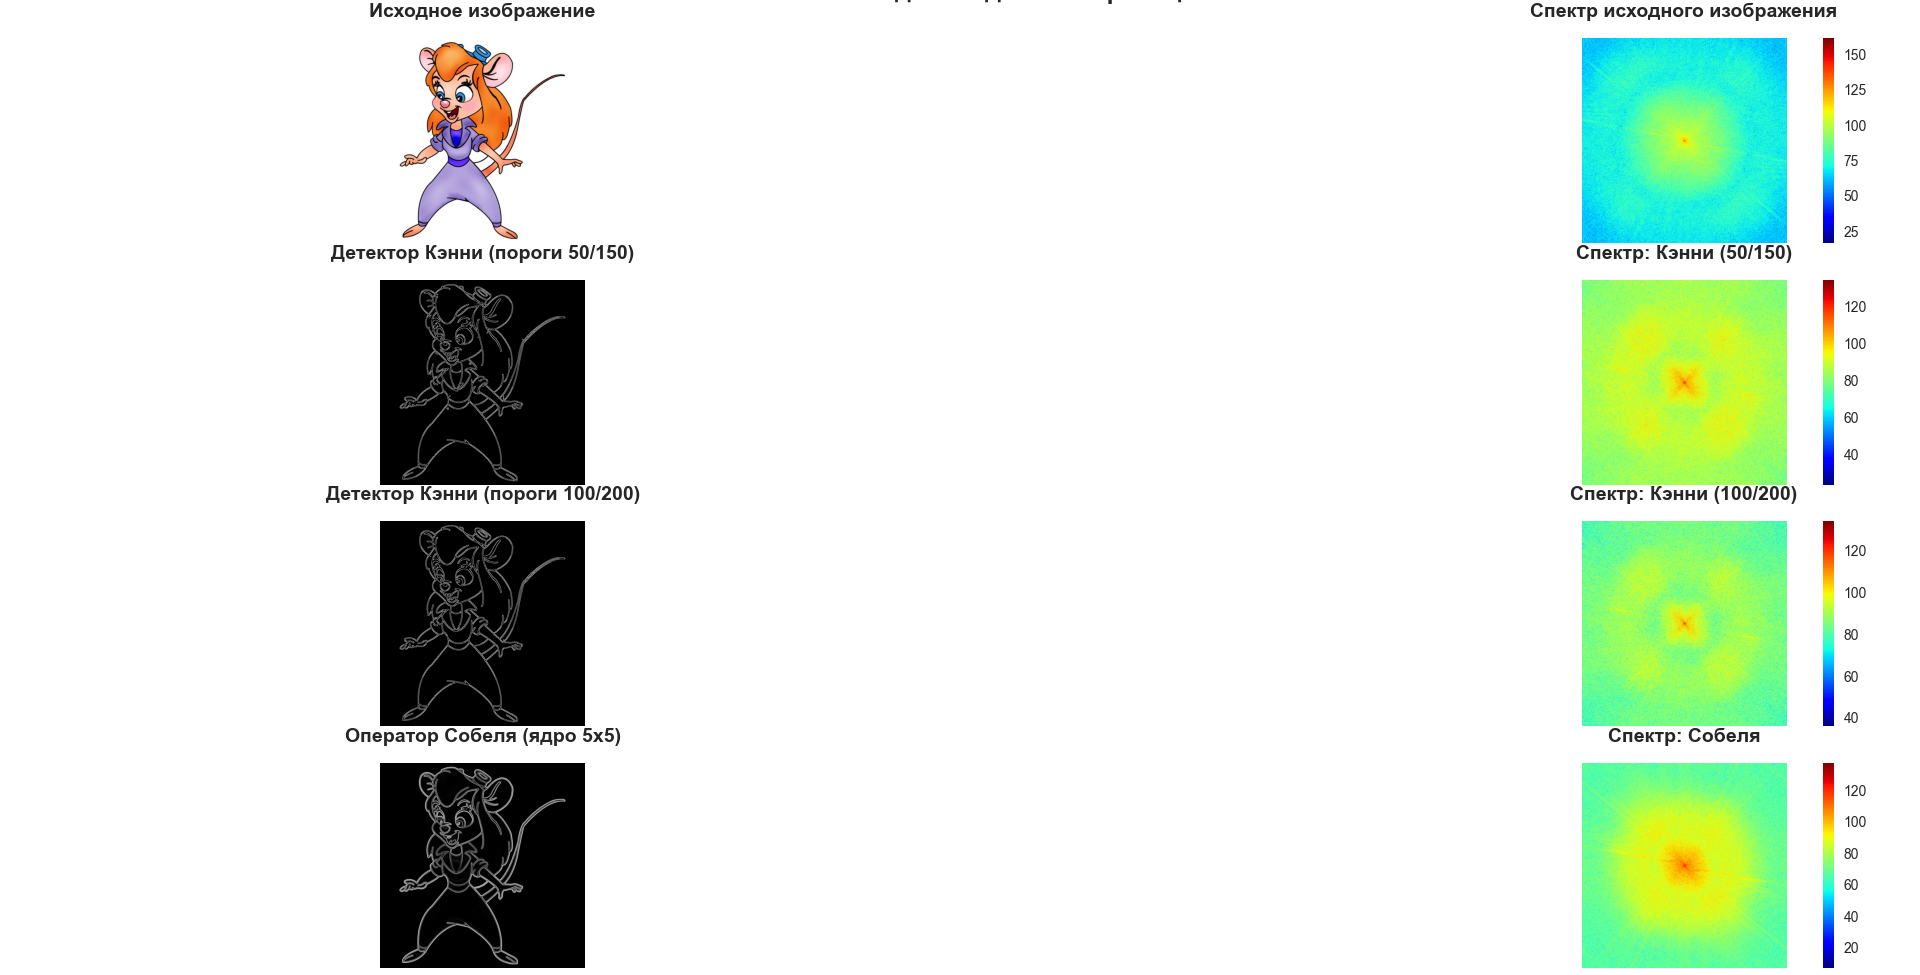 Исходное изображение
Спектр исходного изображения
150
125
100
75
50
25
Детектор Кэнни (пороги 50/150)
Спектр: Кэнни (50/150)
120
100
80
60
40
Детектор Кэнни (пороги 100/200)
Спектр: Кэнни (100/200)
120
100
80
60
40
Оператор Собеля (ядро 5x5)
Спектр: Собеля
120
100
80
60
40
20